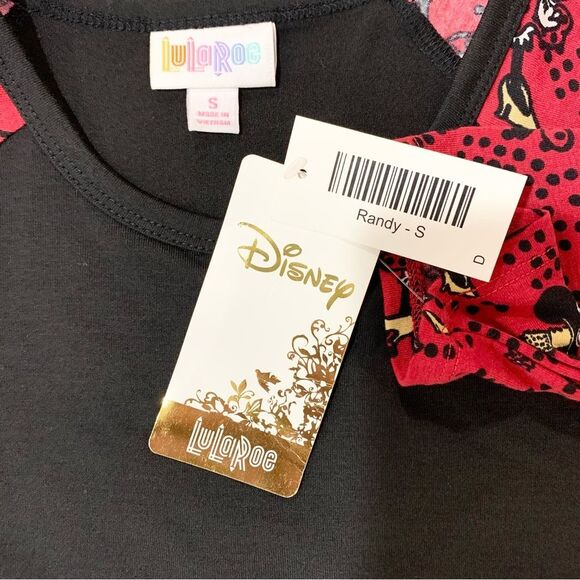 LuLaRoe
S
MADE IN
VIETNAM
Randy - S
D
Disney
LuLaRoe